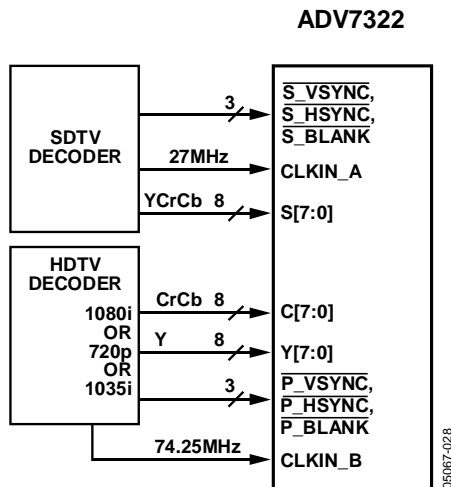 ADV7322
SDTV
DECODER
3
S_VSYNC,
S_HSYNC,
S_BLANK
27MHz
CLKIN_A
YCrCb 8
S[7:0]
HDTV
DECODER
1080i
OR
720p
OR
1035i
CrCb 8
C[7:0]
Y 8
Y[7:0]
3
P_VSYNC,
P_HSYNC,
P_BLANK
74.25MHz
CLKIN_B
05067-028